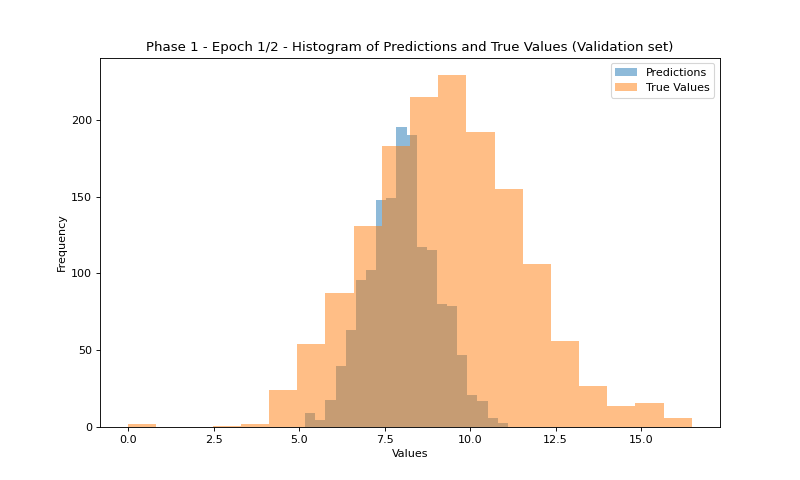 Phase 1 - Epoch 1/2 - Histogram of Predictions and True Values (Validation set)
Predictions
True Values
200
150
100
50
0
Frequency
0.0
2.5
5.0
7.5
10.0
12.5
15.0
Values